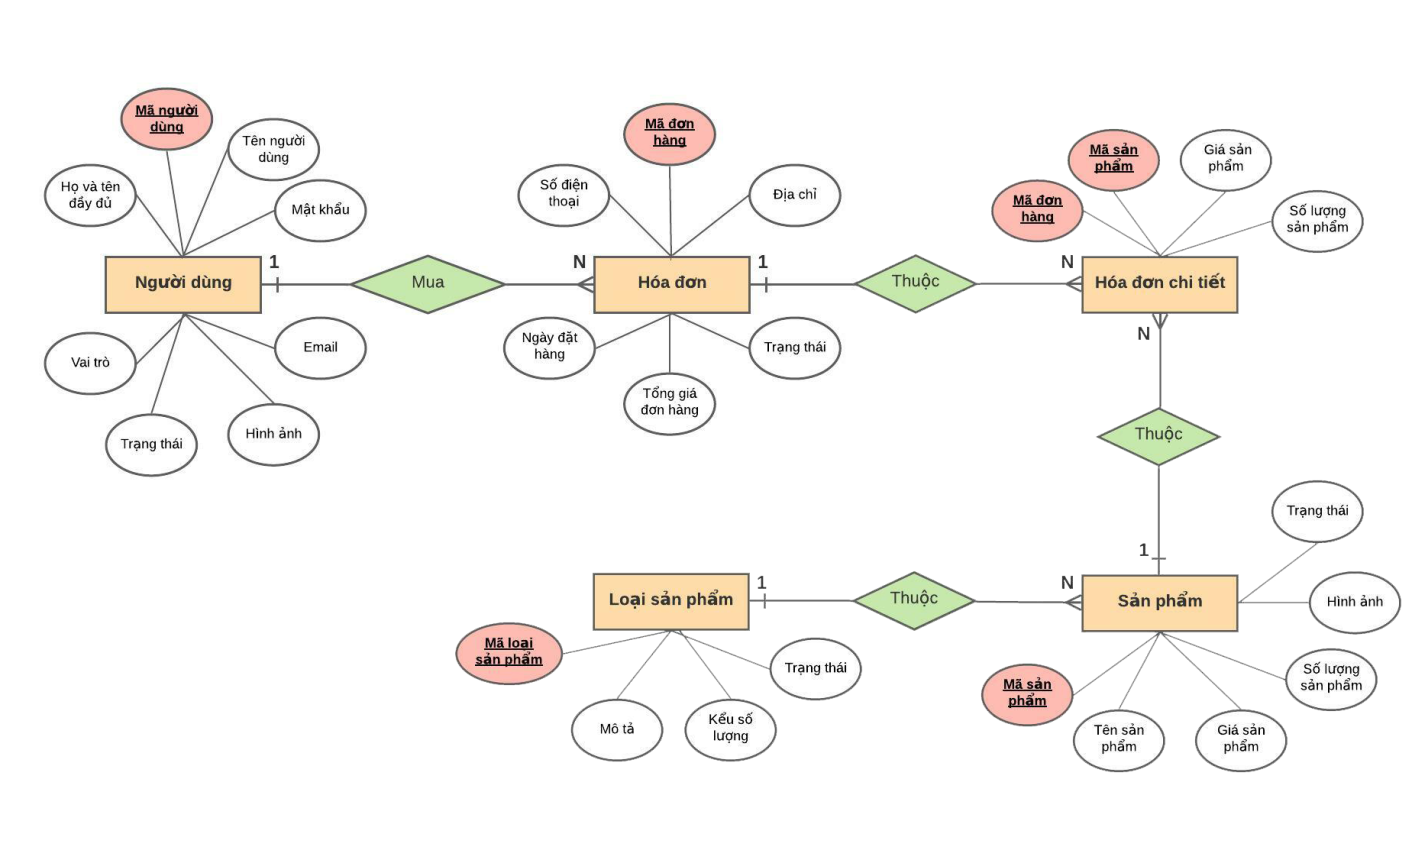 Mã người
dùng
Tên người
dùng
Họ và tên
đầy đủ
Mật khẩu
Người dùng
1
Mua
N
Vai trò
Email
Trạng thái
Hình ảnh
Mã đơn
hàng
Số điện
thoại
Địa chỉ
Hóa đơn
1
Thuộc
N
Ngày đặt
hàng
Trạng thái
Tổng giá
đơn hàng
Mã sản
phẩm
Giá sản
phẩm
Mã đơn
hàng
Số lượng
sản phẩm
Hóa đơn chi tiết
N
Thuộc
1
Loại sản phẩm
1
Thuộc
N
Sản phẩm
Mã loại
sản phẩm
Mô tả
Kểu số
lượng
Trạng thái
Trạng thái
Hình ảnh
Số lượng
sản phẩm
Mã sản
phẩm
Tên sản
phẩm
Giá sản
phẩm